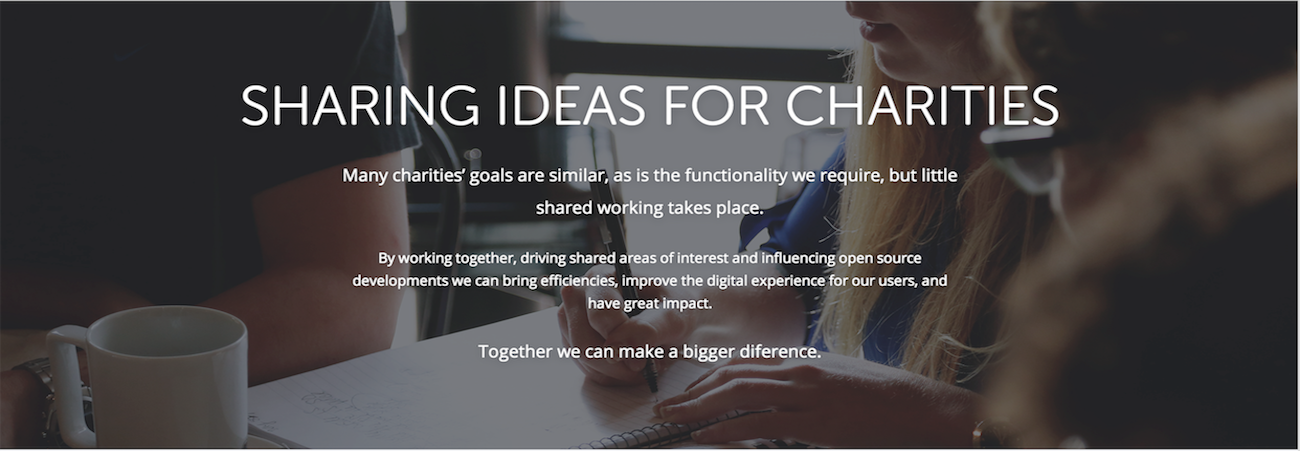 SHARING IDEAS FOR CHARITIES
Many charities’ goals are similar, as is the functionality we require, but little
shared working takes place.
By working together, driving shared areas of interest and influencing open source
developments we can bring efficiencies, improve the digital experience for our users, and
have great impact.
Together we can make a bigger diference.